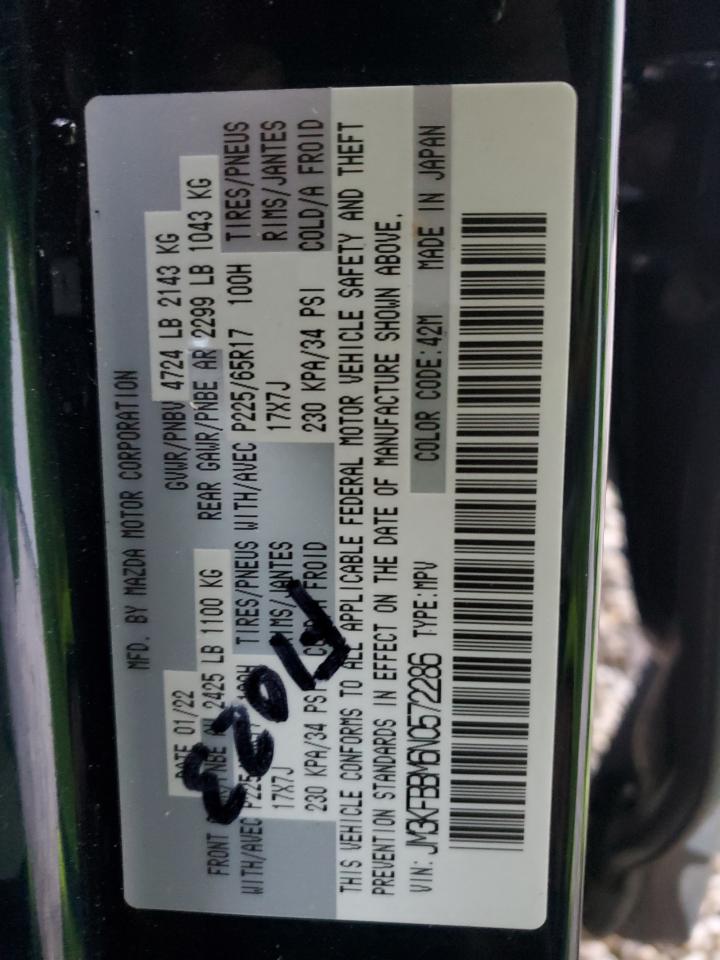 MFD. BY MAZDA MOTOR CORPORATION
DATE 01/22 GVWR/PNBV 4724 LB 2143 KG
FRONT 2425 LB 1100 KG REAR GAWR/PNBE AR 2299 LB 1043 KG
WITH/AVEC TIRES/PNEUS WITH/AVEC P225/65R17 100H TIRES/PNEUS
17X7J 17X7J RIMS/JANTES
230 KPA/34 PSI FROID 230 KPA/34 PSI COLD/A FROID
THIS VEHICLE CONFORMS TO ALL APPLICABLE FEDERAL MOTOR VEHICLE SAFETY AND THEFT
PREVENTION STANDARDS IN EFFECT ON THE DATE OF MANUFACTURE SHOWN ABOVE.
VIN: JM3KFBBM6N0572286 TYPE:MPV COLOR CODE:42M MADE IN JAPAN